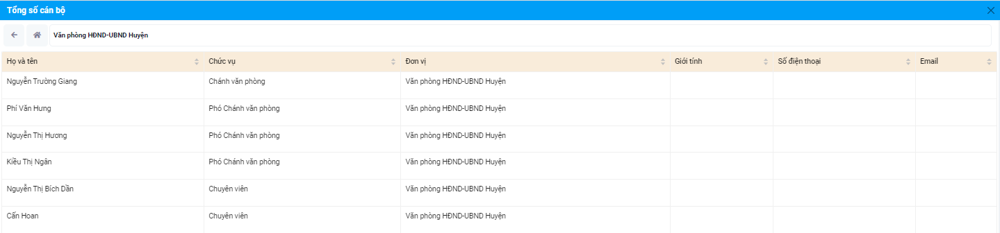 Tổng số cán bộ
Văn phòng HĐND-UBND Huyện
Họ và tên Chức vụ Đơn vị Giới tính Số điện thoại Email
Nguyễn Trường Giang Chánh văn phòng Văn phòng HĐND-UBND Huyện
Phí Văn Hưng Phó Chánh văn phòng Văn phòng HĐND-UBND Huyện
Nguyễn Thị Hương Phó Chánh văn phòng Văn phòng HĐND-UBND Huyện
Kiều Thị Ngân Phó Chánh văn phòng Văn phòng HĐND-UBND Huyện
Nguyễn Thị Bích Dần Chuyên viên Văn phòng HĐND-UBND Huyện
Cấn Hoan Chuyên viên Văn phòng HĐND-UBND Huyện